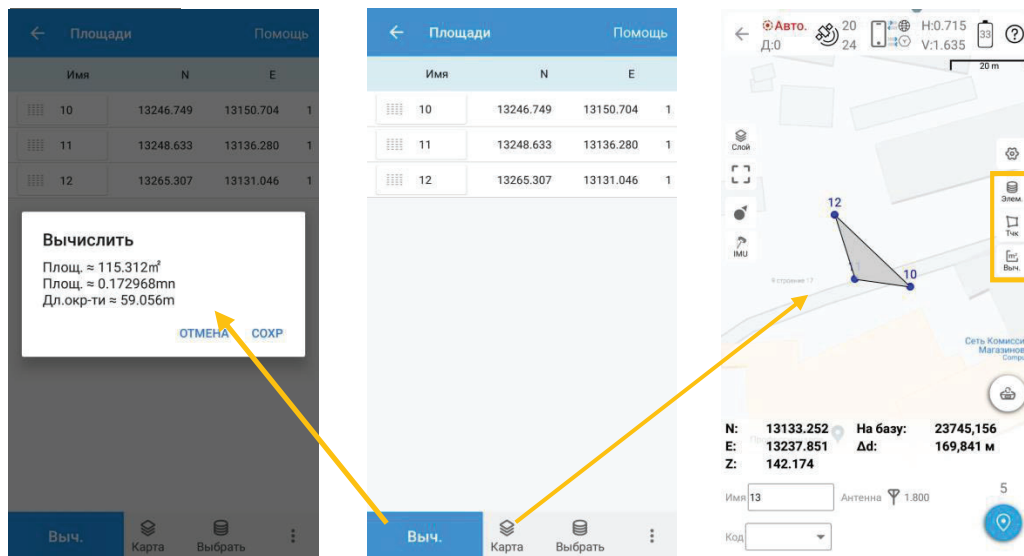 Площади Помощь
Имя N E
10 13246.749 13150.704 1
11 13248.633 13136.280 1
12 13265.307 13131.046 1
Вычислить
Площ. ≈ 115.312m²
Площ. ≈ 0.172968mn
Дл.окр-ти ≈ 59.056m
ОТМЕНА СОХР
Выч. Карта Выбрать
Площади Помощь
Имя N E
10 13246.749 13150.704 1
11 13248.633 13136.280 1
12 13265.307 13131.046 1
Выч. Карта Выбрать
Авто. 20 H:0.715 33
Д:0 24 V:1.635
20 m
Слой
IMU
Элем.
Тчк
m²
Выч.
12
11
10
Сеть Комисси
Магазинов
Compu
N: 13133.252 На базу: 23745,156
E: 13237.851 Δd: 169,841 м
Z: 142.174
Имя 13 Антенна 1.800 5
Код